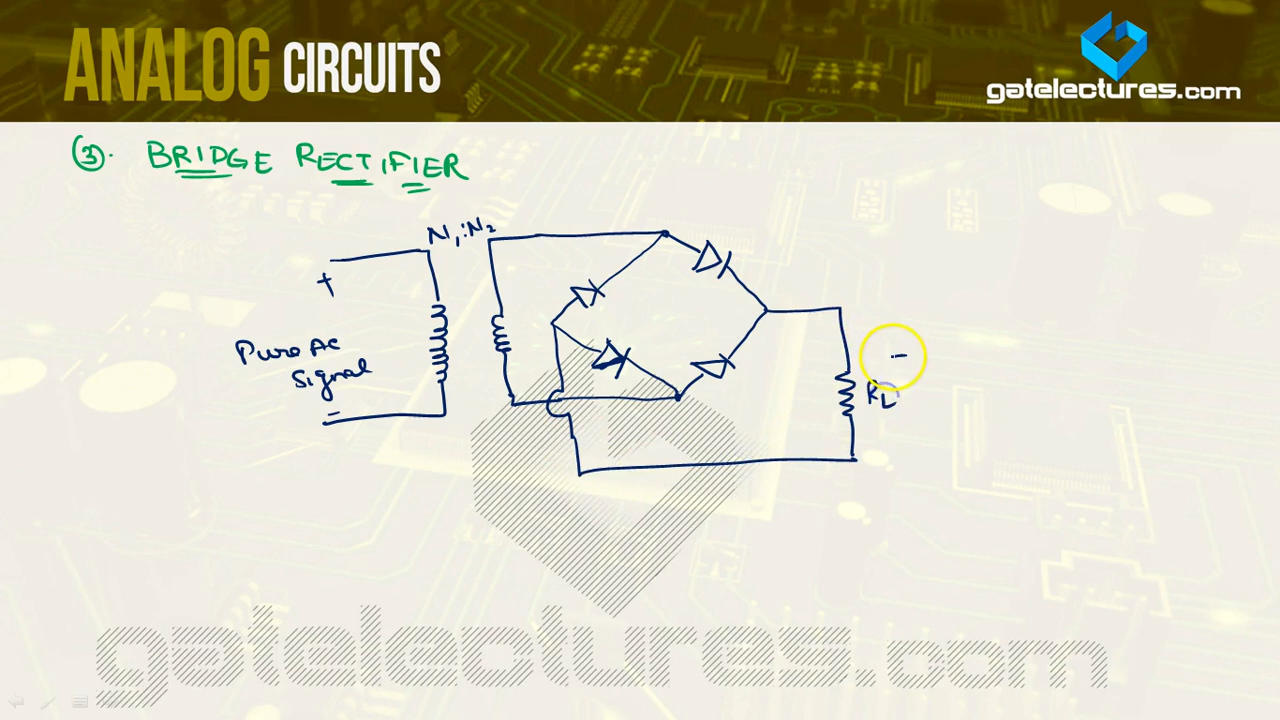 ANALOG CIRCUITS
gatelectures.com
(3). BRIDGE RECTIFIER
N1:N2
+
Pure AC
Signal
-
RL
gatelectures.com